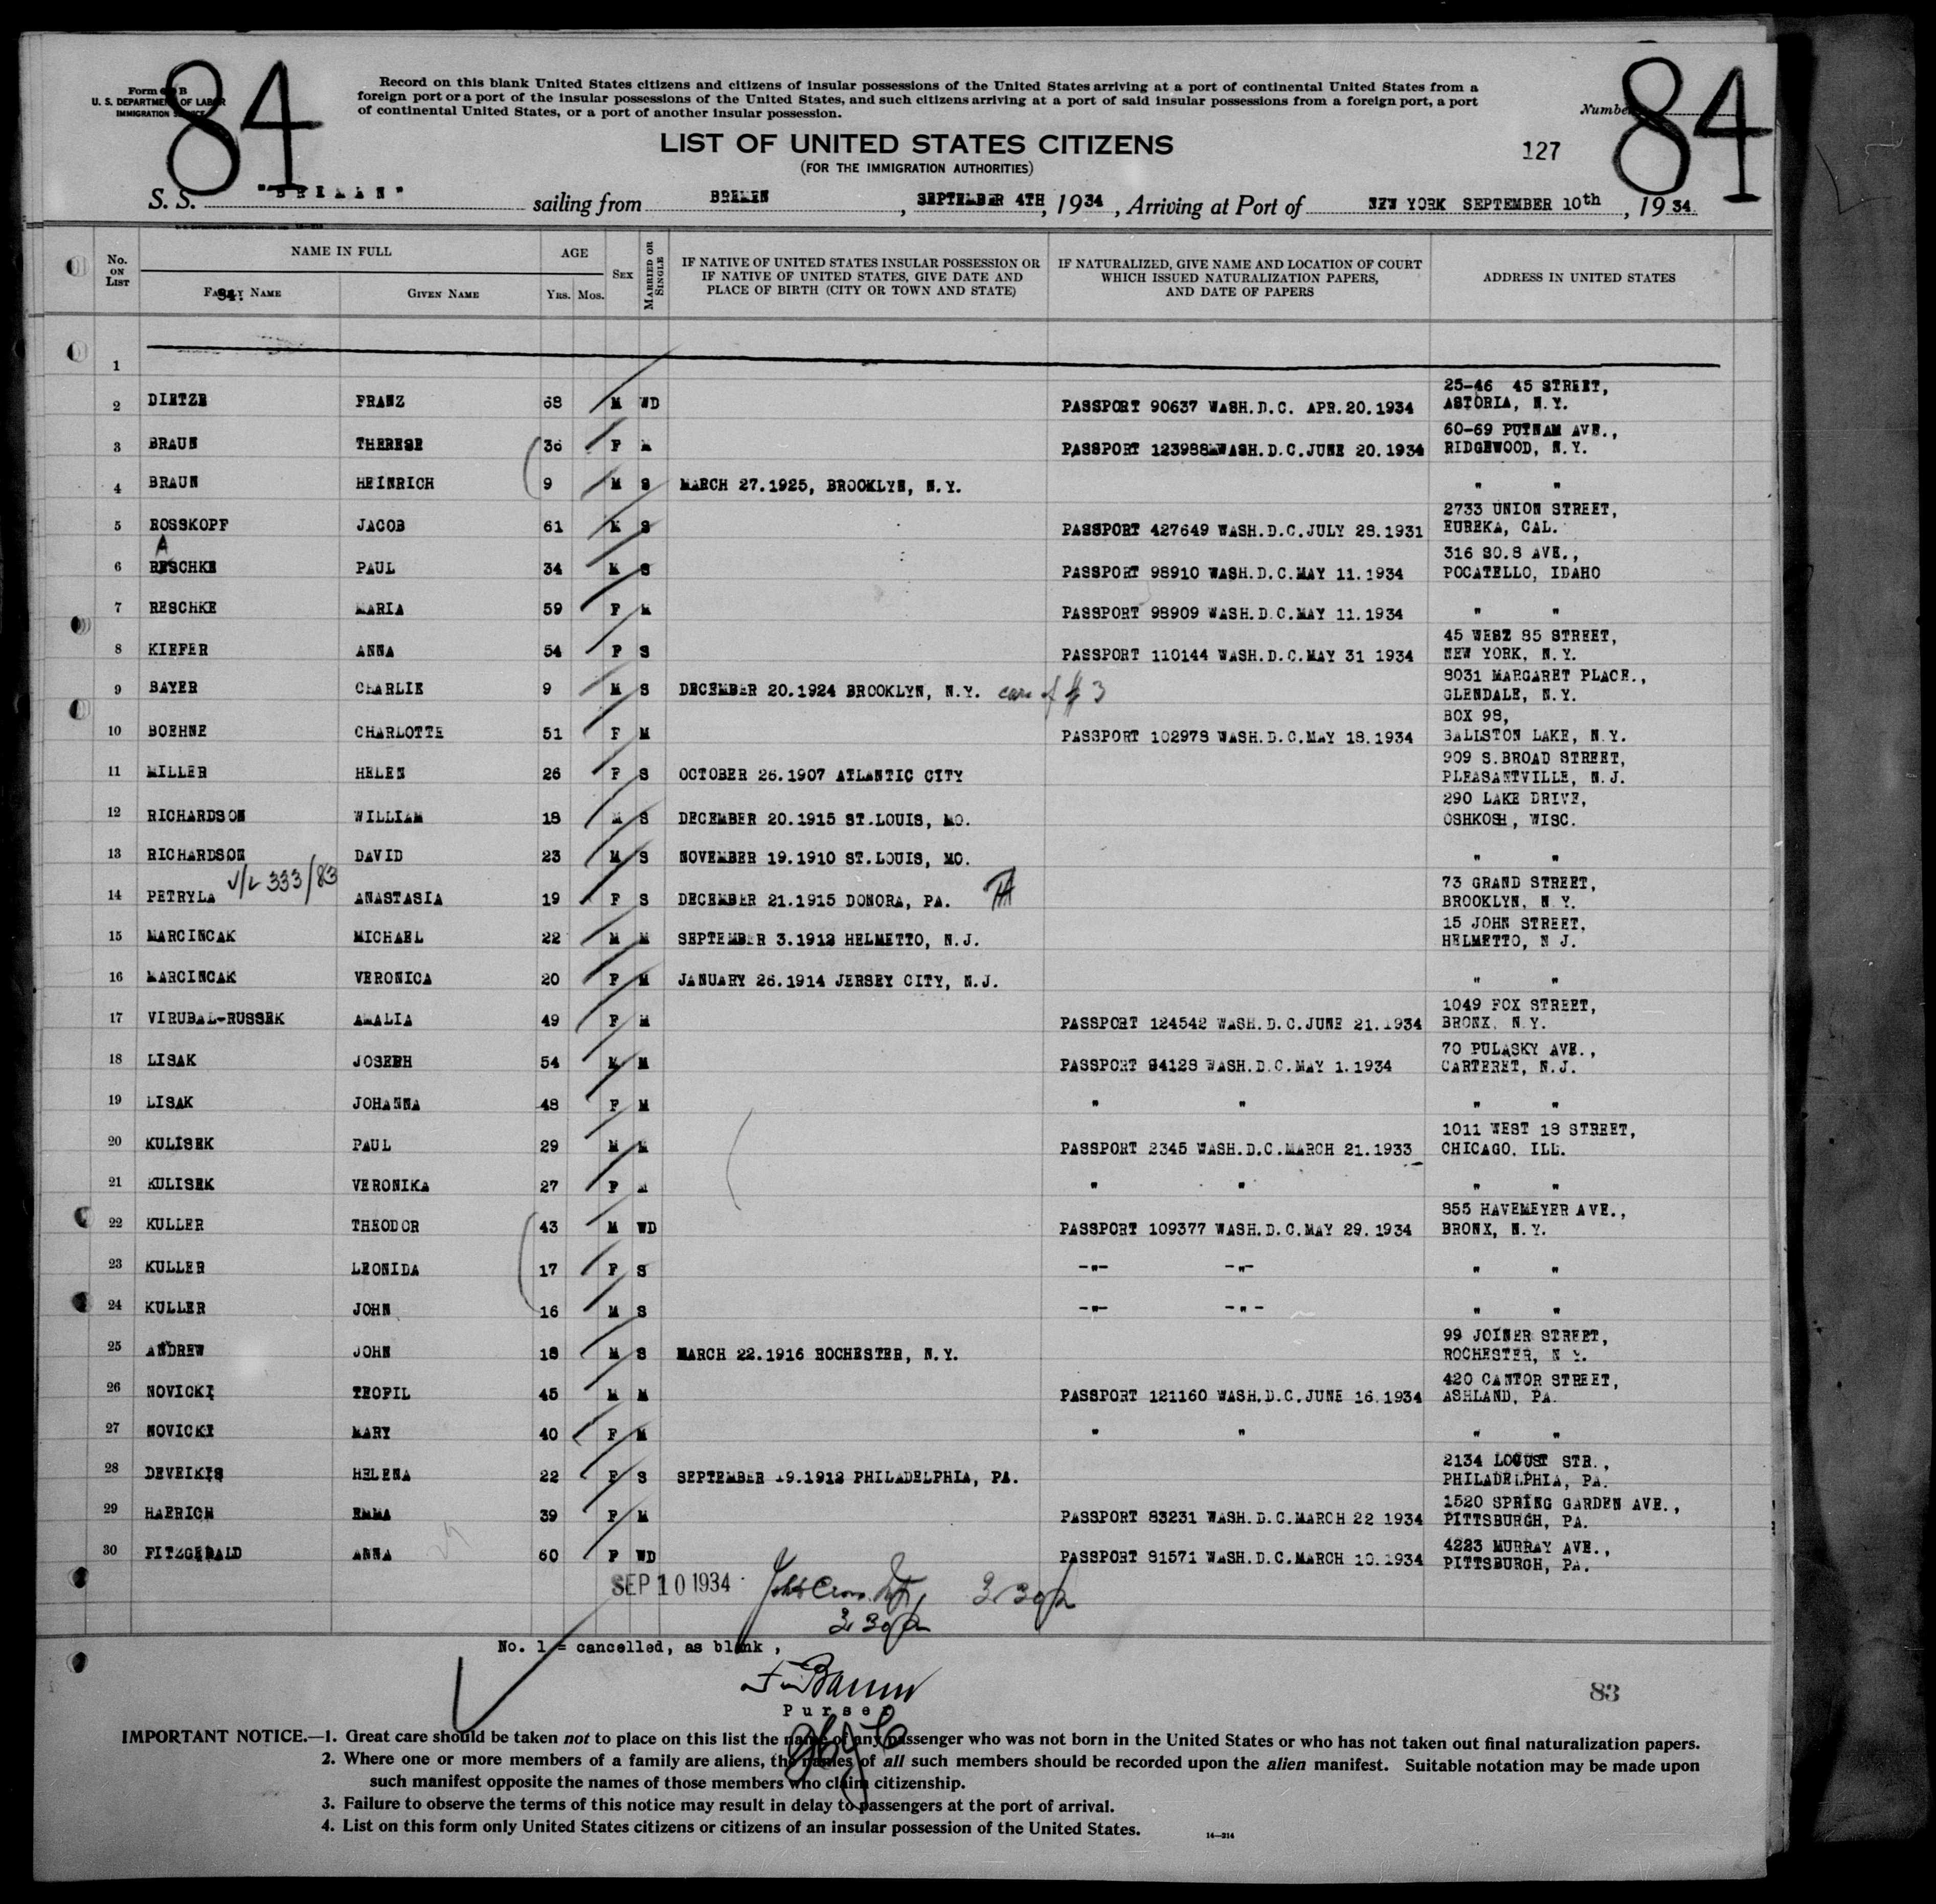 84
84
Form B
U. S. DEPARTMENT OF LABOR
IMMIGRATION SERVICE
Record on this blank United States citizens and citizens of insular possessions of the United States arriving at a port of continental United States from a
foreign port or a port of the insular possessions of the United States, and such citizens arriving at a port of said insular possessions from a foreign port, a port
of continental United States, or a port of another insular possession.
Number
LIST OF UNITED STATES CITIZENS
(FOR THE IMMIGRATION AUTHORITIES)
127
S. S. "BREMEN" sailing from BREMEN, SEPTEMBER 4TH, 1934, Arriving at Port of NEW YORK SEPTEMBER 10th, 1934.
No. ON LIST
NAME IN FULL
FAMILY NAME
GIVEN NAME
AGE
YRS. MOS.
SEX
MARRIED OR SINGLE
IF NATIVE OF UNITED STATES INSULAR POSSESSION OR
IF NATIVE OF UNITED STATES, GIVE DATE AND
PLACE OF BIRTH (CITY OR TOWN AND STATE)
IF NATURALIZED, GIVE NAME AND LOCATION OF COURT
WHICH ISSUED NATURALIZATION PAPERS,
AND DATE OF PAPERS
ADDRESS IN UNITED STATES
1
2 DIETZE FRANZ 68 M WD PASSPORT 90637 WASH.D.C. APR.20.1934 25-46 45 STREET,
ASTORIA, N.Y.
3 BRAUN THERESE 36 F M PASSPORT 123988 WASH.D.C.JUNE 20.1934 60-69 PUTNAM AVE.,
RIDGEWOOD, N.Y.
4 BRAUN HEINRICH 9 M S MARCH 27.1925, BROOKLYN, N.Y. " "
5 ROSSKOPF JACOB 61 M S PASSPORT 427649 WASH.D.C.JULY 28.1931 2733 UNION STREET,
EUREKA, CAL.
A
6 RESCHKE PAUL 34 M S PASSPORT 98910 WASH.D.C.MAY 11.1934 316 SO.8 AVE.,
POCATELLO, IDAHO
7 RESCHKE MARIA 59 F M PASSPORT 98909 WASH.D.C.MAY 11.1934 " "
8 KIEFER ANNA 54 F S PASSPORT 110144 WASH.D.C.MAY 31 1934 45 WESZ 85 STREET,
NEW YORK, N.Y.
9 BAYER CHARLIE 9 M S DECEMBER 20.1924 BROOKLYN, N.Y. care of # 3 8031 MARGARET PLACE.,
GLENDALE, N.Y.
10 BOEHNE CHARLOTTE 51 F M PASSPORT 102978 WASH.D.C.MAY 18.1934 BOX 98,
BALLSTON LAKE, N.Y.
11 MILLER HELEN 26 F S OCTOBER 26.1907 ATLANTIC CITY 909 S.BROAD STREET,
PLEASANTVILLE, N.J.
12 RICHARDSON WILLIAM 18 M S DECEMBER 20.1915 ST.LOUIS, MO. 290 LAKE DRIVE,
OSHKOSH, WISC.
13 RICHARDSON DAVID 23 M S NOVEMBER 19.1910 ST.LOUIS, MO. " "
V/L 333/83
14 PETRYLA ANASTASIA 19 F S DECEMBER 21.1915 DONORA, PA. 73 GRAND STREET,
BROOKLYN, N.Y.
15 MARCINCAK MICHAEL 22 M M SEPTEMBER 3.1912 HELMETTO, N.J. 15 JOHN STREET,
HELMETTO, N J.
16 MARCINCAK VERONICA 20 F M JANUARY 26.1914 JERSEY CITY, N.J. " "
17 VIRUBAL-RUSSEK AMALIA 49 F M PASSPORT 124542 WASH.D.C.JUNE 21.1934 1049 FOX STREET,
BRONX, N.Y.
18 LISAK JOSEPH 54 M M PASSPORT 94128 WASH.D.C.MAY 1.1934 70 PULASKY AVE.,
CARTERET, N.J.
19 LISAK JOHANNA 48 F M " " " "
20 KULISEK PAUL 29 M M PASSPORT 2345 WASH.D.C.MARCH 21.1933 1011 WEST 18 STREET,
CHICAGO, ILL.
21 KULISEK VERONIKA 27 F M " " " "
22 KULLER THEODOR 43 M WD PASSPORT 109377 WASH.D.C.MAY 29.1934 855 HAVEMEYER AVE.,
BRONX, N.Y.
23 KULLER LEONIDA 17 F S -"- -"- " "
24 KULLER JOHN 16 M S -"- -"- " "
25 ANDREW JOHN 18 M S MARCH 22.1916 ROCHESTER, N.Y. 99 JOINER STREET,
ROCHESTER, N Y.
26 NOVICKI TEOFIL 45 M M PASSPORT 121160 WASH.D.C.JUNE 16.1934 420 CANTOR STREET,
ASHLAND, PA.
27 NOVICKI MARY 40 F M " " " "
28 DEVEIKIS HELENA 22 F S SEPTEMBER 19.1912 PHILADELPHIA, PA. 2134 LOCUST STR.,
PHILADELPHIA, PA.
29 HAERICH EMMA 39 F M PASSPORT 83231 WASH.D.C.MARCH 22 1934 1520 SPRING GARDEN AVE.,
PITTSBURGH, PA.
30 FITZGERALD ANNA 60 F WD PASSPORT 81571 WASH.D.C.MARCH 1934 4223 MURRAY AVE.,
PITTSBURGH, PA.
SEP 10 1934
No. 1 = cancelled, as blank,
Purser
83
IMPORTANT NOTICE.—1. Great care should be taken not to place on this list the name of any passenger who was not born in the United States or who has not taken out final naturalization papers.
2. Where one or more members of a family are aliens, the names of all such members should be recorded upon the alien manifest. Suitable notation may be made upon
such manifest opposite the names of those members who claim citizenship.
3. Failure to observe the terms of this notice may result in delay to passengers at the port of arrival.
4. List on this form only United States citizens or citizens of an insular possession of the United States.
14—214